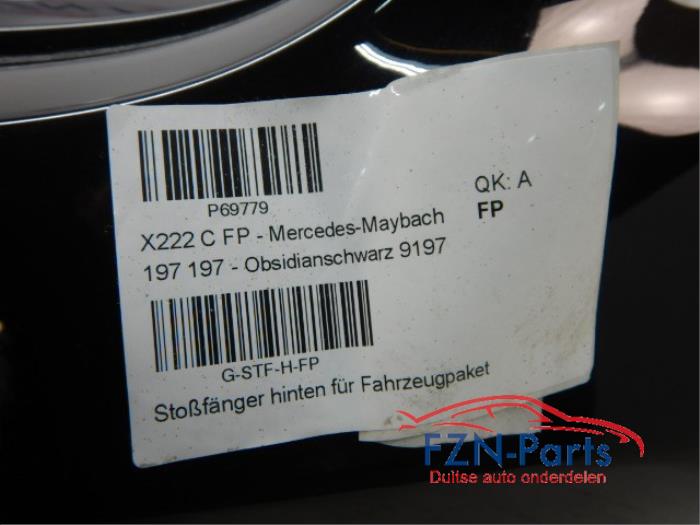 P69779
QK: A
X222 C FP - Mercedes-Maybach
FP
197 197 - Obsidianschwarz 9197
G-STF-H-FP
Stoßfänger hinten für Fahrzeugpaket
FZN-Parts
Duitse auto onderdelen